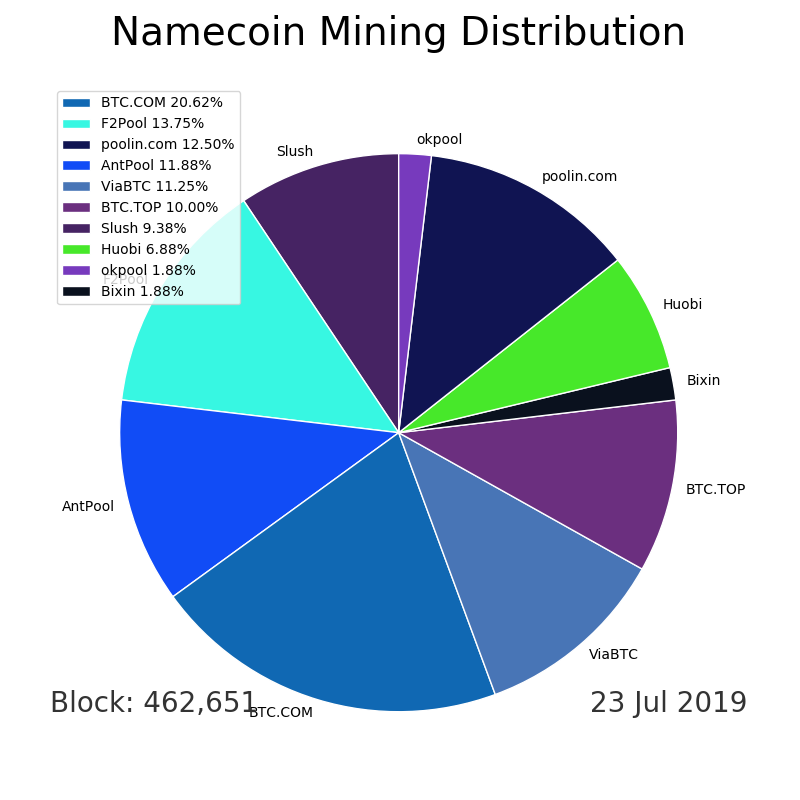 Namecoin Mining Distribution
BTC.COM 20.62%
F2Pool 13.75%
poolin.com 12.50%
AntPool 11.88%
ViaBTC 11.25%
BTC.TOP 10.00%
Slush 9.38%
Huobi 6.88%
okpool 1.88%
Bixin 1.88%
Slush
okpool
poolin.com
F2Pool
Huobi
Bixin
BTC.TOP
AntPool
ViaBTC
BTC.COM
Block: 462,651
23 Jul 2019